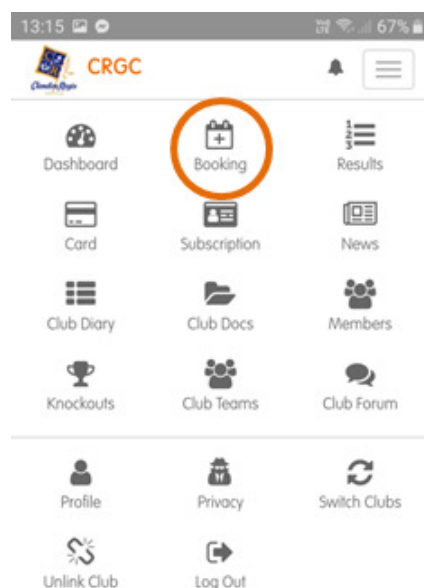 13:15 67%
CRGC
Dashboard Booking Results
Card Subscription News
Club Diary Club Docs Members
Knockouts Club Teams Club Forum
Profile Privacy Switch Clubs
Unlink Club Log Out